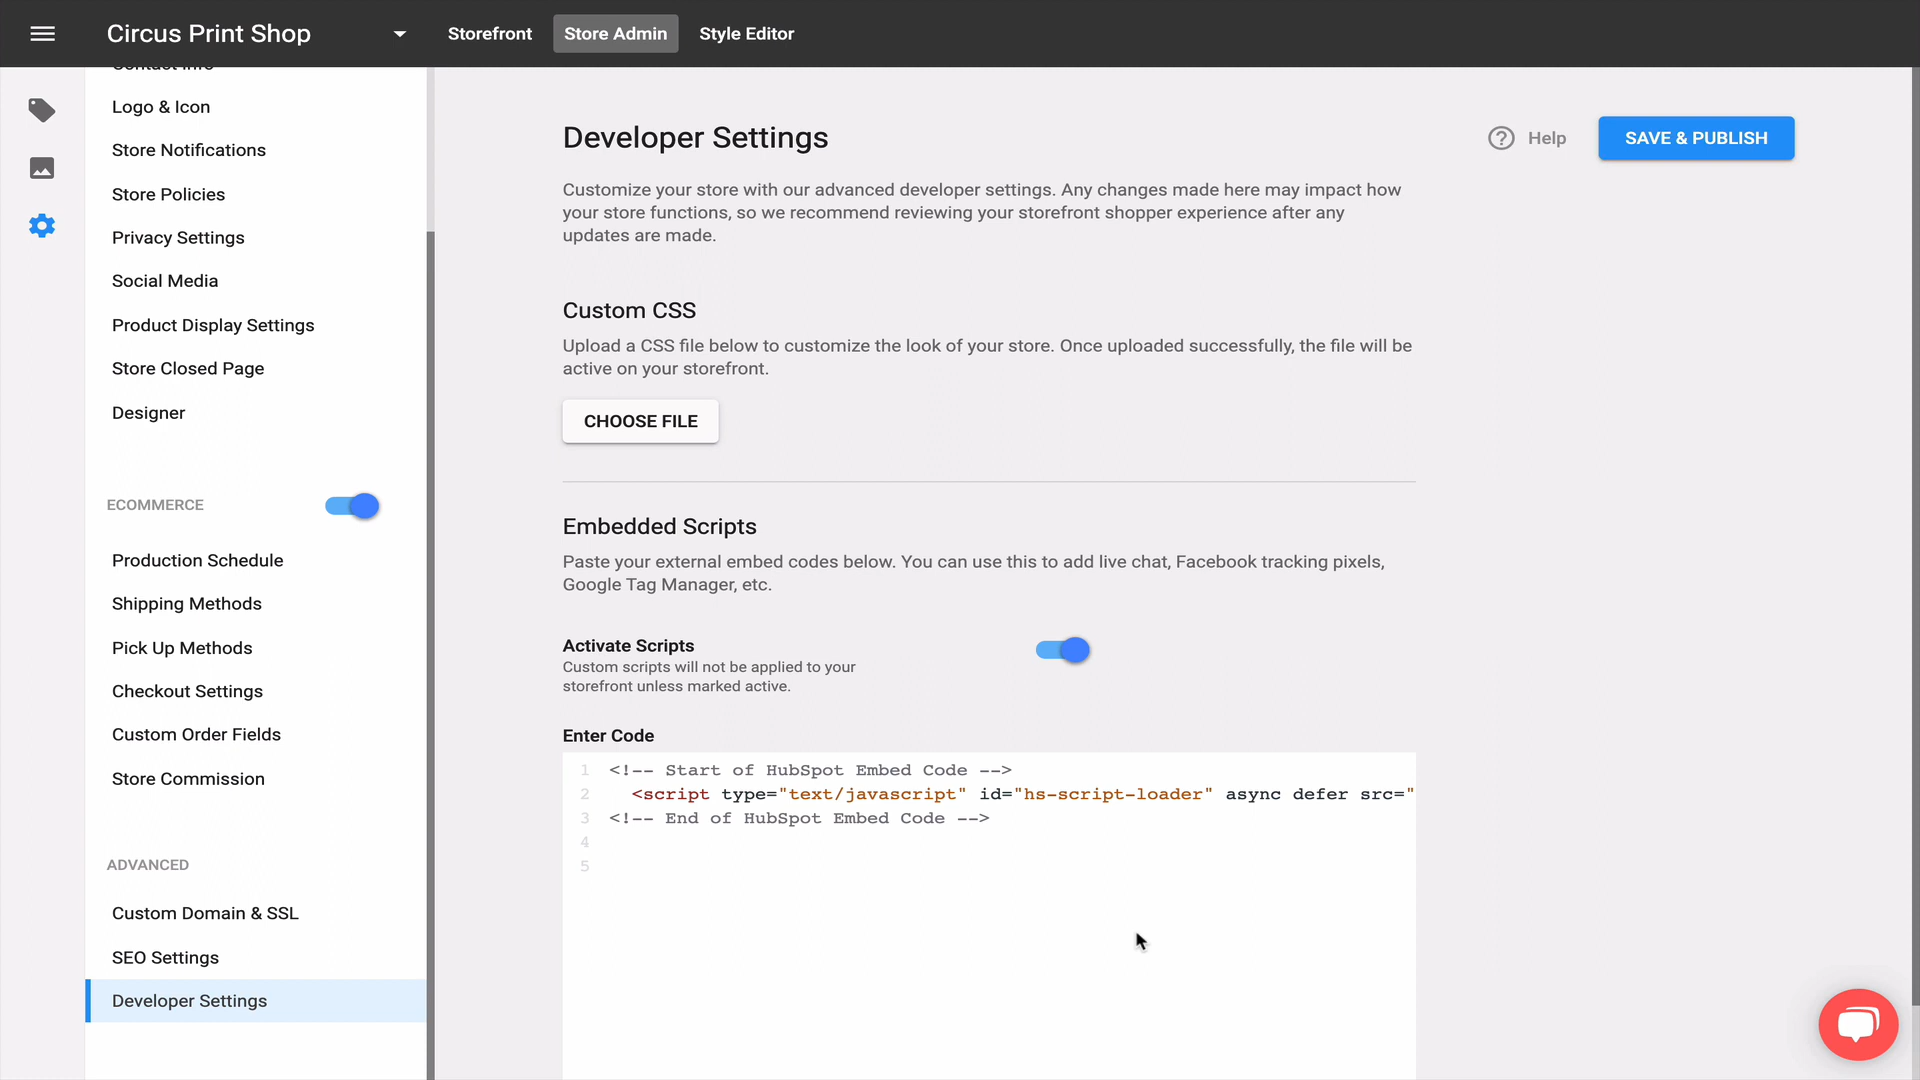 Circus Print Shop
Storefront
Store Admin
Style Editor
Contact Info
Logo & Icon
Store Notifications
Store Policies
Privacy Settings
Social Media
Product Display Settings
Store Closed Page
Designer
ECOMMERCE
Production Schedule
Shipping Methods
Pick Up Methods
Checkout Settings
Custom Order Fields
Store Commission
ADVANCED
Custom Domain & SSL
SEO Settings
Developer Settings
Developer Settings
? Help
SAVE & PUBLISH
Customize your store with our advanced developer settings. Any changes made here may impact how
your store functions, so we recommend reviewing your storefront shopper experience after any
updates are made.
Custom CSS
Upload a CSS file below to customize the look of your store. Once uploaded successfully, the file will be
active on your storefront.
CHOOSE FILE
Embedded Scripts
Paste your external embed codes below. You can use this to add live chat, Facebook tracking pixels,
Google Tag Manager, etc.
Activate Scripts
Custom scripts will not be applied to your
storefront unless marked active.
Enter Code
1 <!-- Start of HubSpot Embed Code -->
2 <script type="text/javascript" id="hs-script-loader" async defer src="
3 <!-- End of HubSpot Embed Code -->
4
5